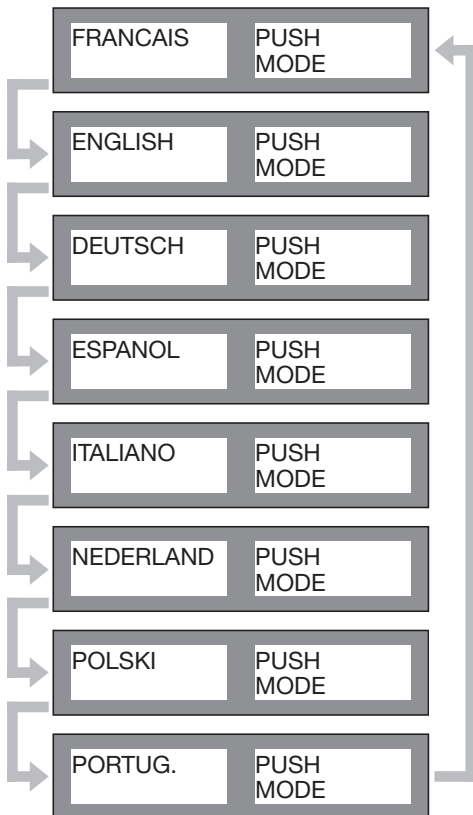 FRANCAIS PUSH
MODE
ENGLISH PUSH
MODE
DEUTSCH PUSH
MODE
ESPANOL PUSH
MODE
ITALIANO PUSH
MODE
NEDERLAND PUSH
MODE
POLSKI PUSH
MODE
PORTUG. PUSH
MODE